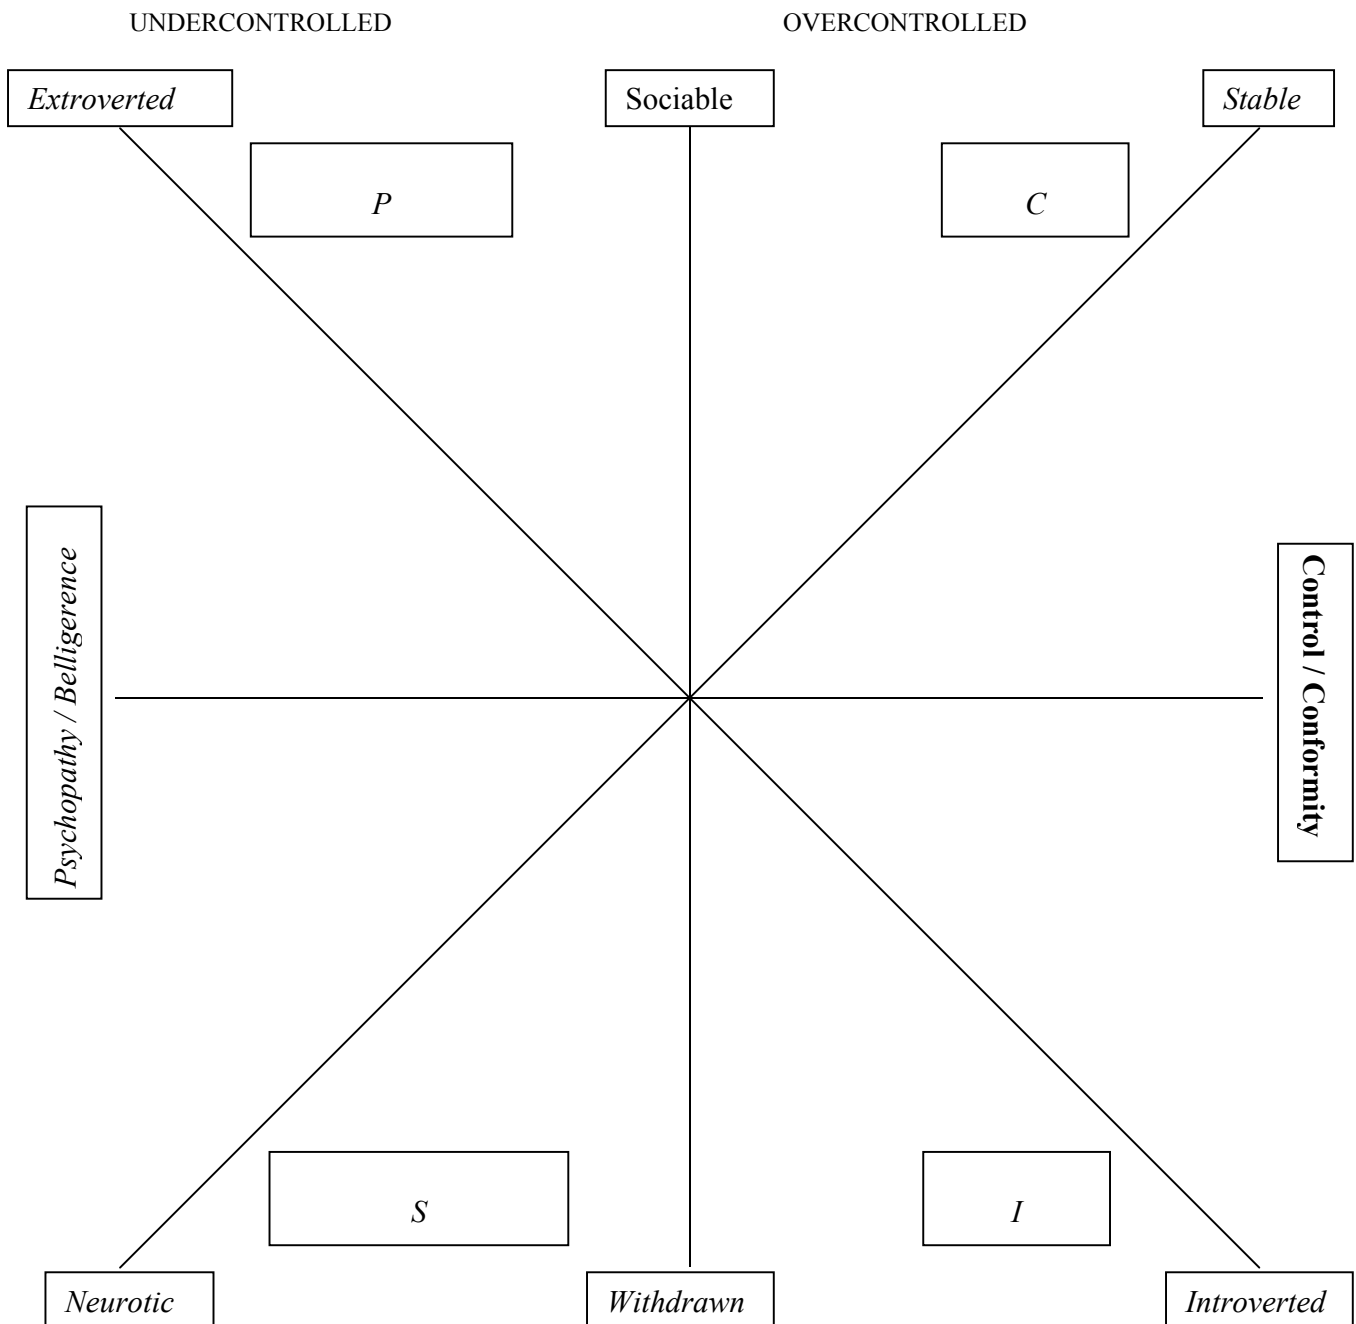 UNDERCONTROLLED OVERCONTROLLED
Extroverted Sociable Stable
P C
Psychopathy / Belligerence
Control / Conformity
S I
Neurotic Withdrawn Introverted